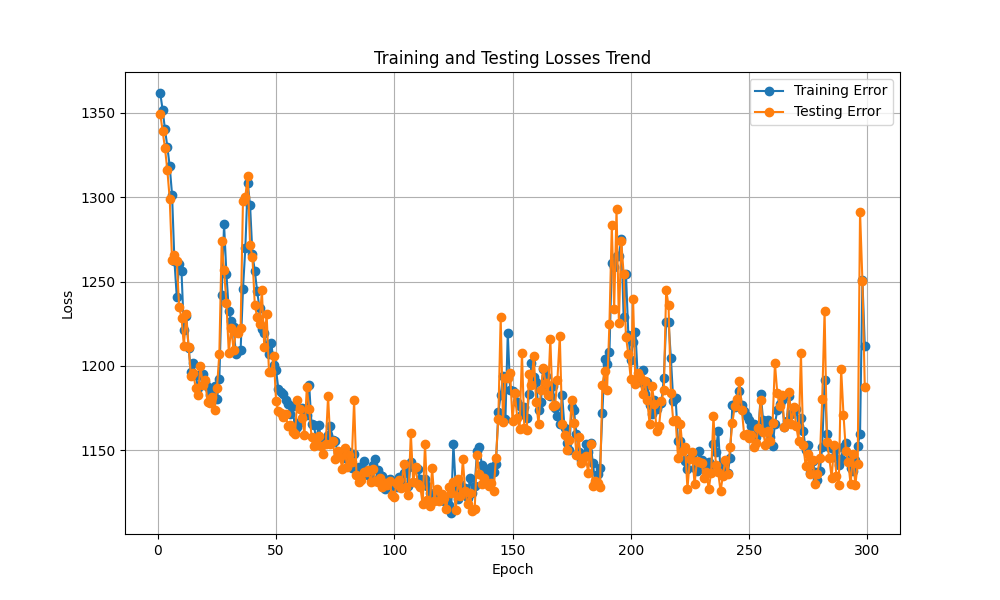 Training and Testing Losses Trend
Training Error
Testing Error
1350
1300
1250
1200
1150
Loss
0 50 100 150 200 250 300
Epoch